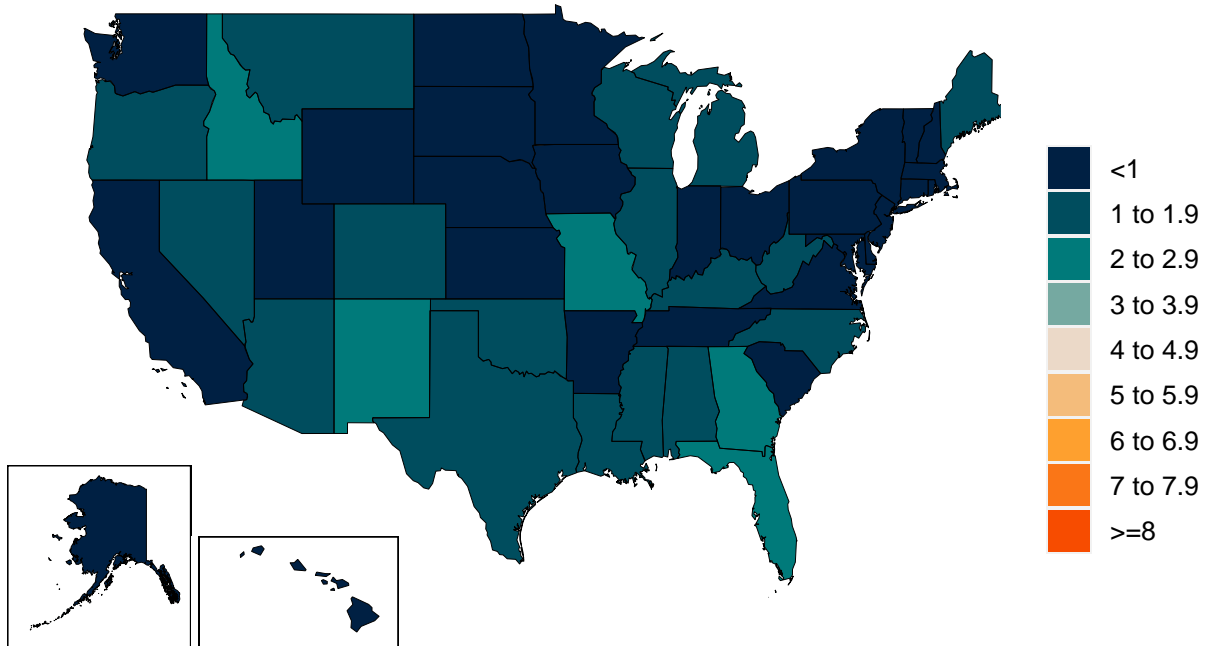 <1
1 to 1.9
2 to 2.9
3 to 3.9
4 to 4.9
5 to 5.9
6 to 6.9
7 to 7.9
>=8